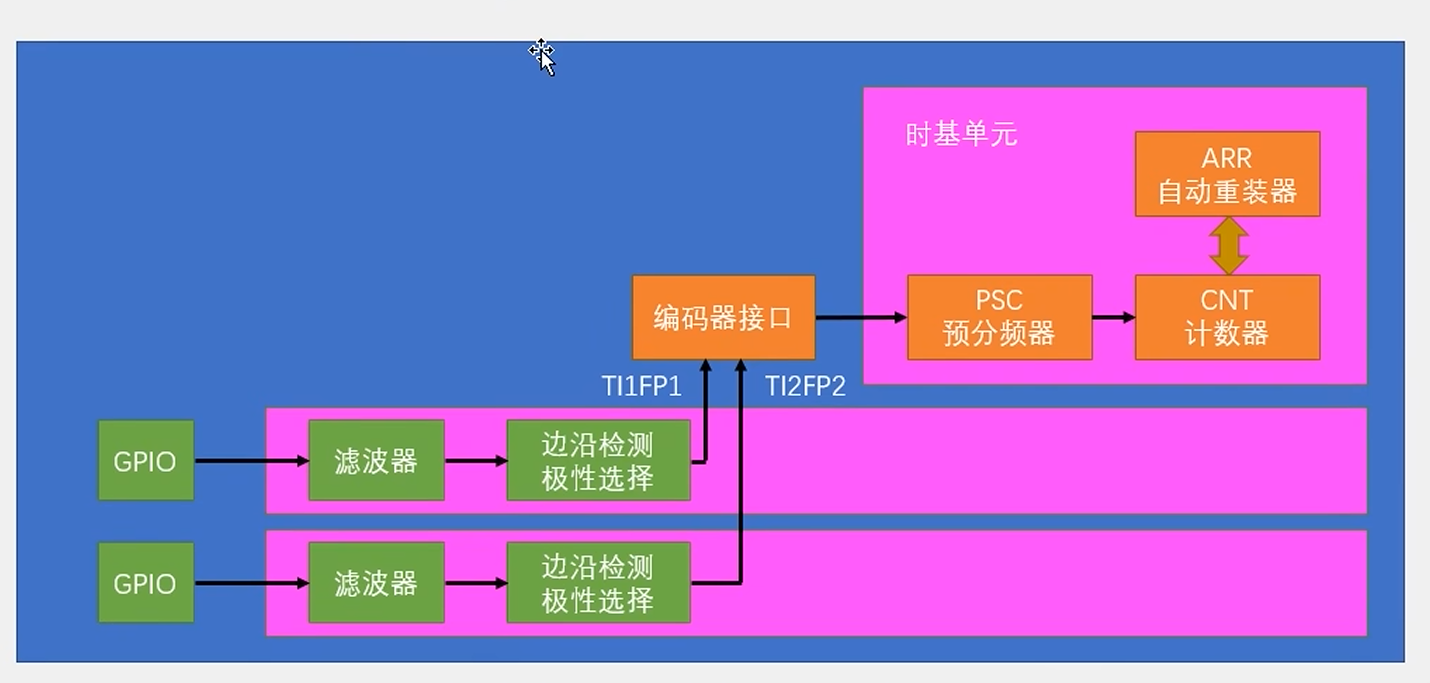 时基单元
ARR
自动重装器
编码器接口
PSC
预分频器
CNT
计数器
TI1FP1
TI2FP2
GPIO
滤波器
边沿检测
极性选择
GPIO
滤波器
边沿检测
极性选择